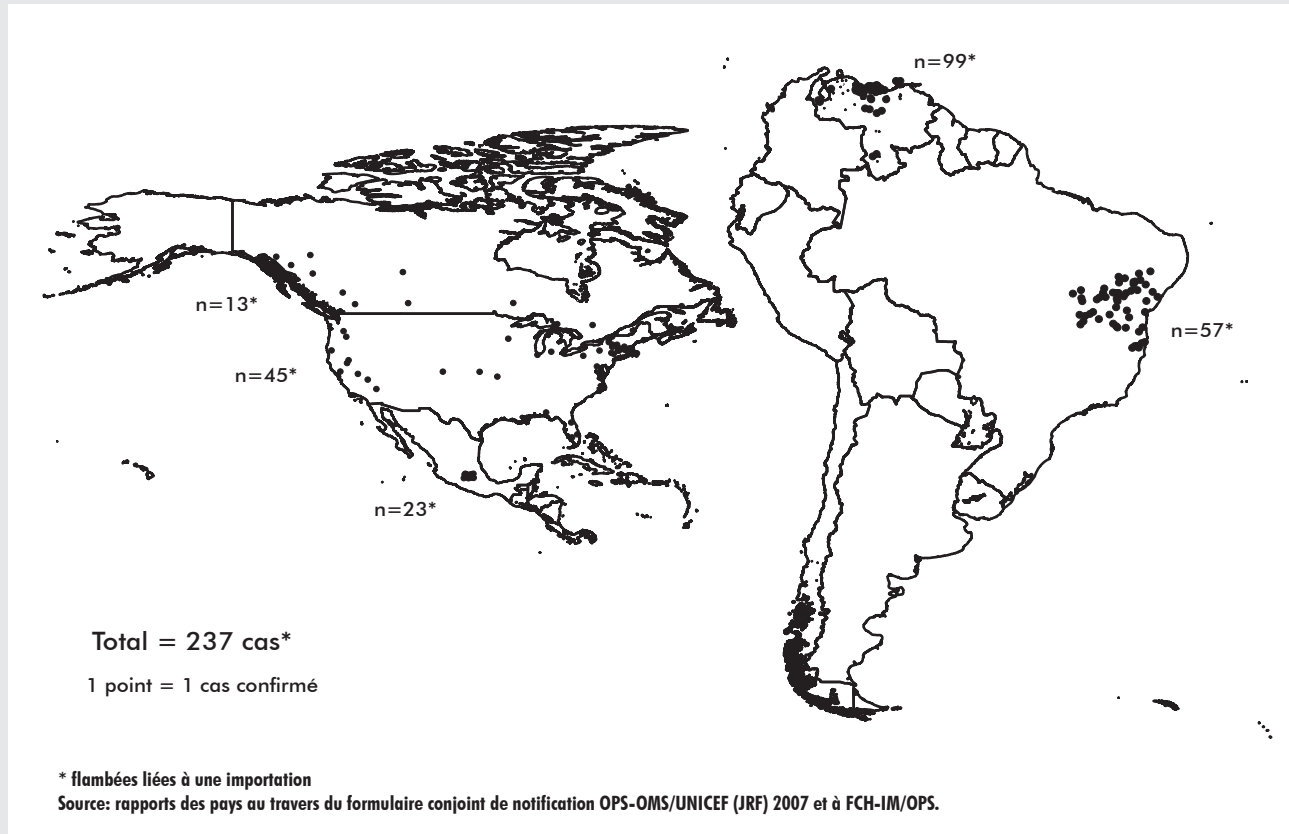 n=99*
n=13*
n=57*
n=45*
n=23*
Total = 237 cas*
1 point = 1 cas confirmé
* flambées liées à une importation
Source: rapports des pays au travers du formulaire conjoint de notification OPS-OMS/UNICEF (JRF) 2007 et à FCH-IM/OPS.